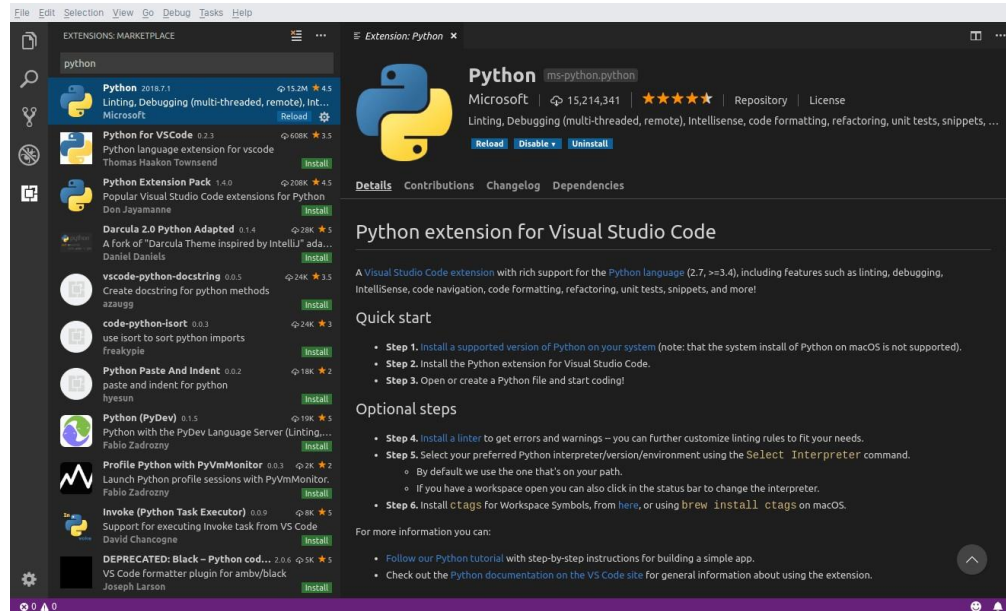 File Edit Selection View Go Debug Tasks Help
EXTENSIONS: MARKETPLACE
python
Python 2018.7.1 15.2M ★ 4.5
Linting, Debugging (multi-threaded, remote), Int...
Microsoft Reload
Python for VSCode 0.2.3 608K ★ 3.5
Python language extension for vscode
Thomas Haakon Townsend Install
Python Extension Pack 1.4.0 208K ★ 4.5
Popular Visual Studio Code extensions for Python
Don Jayamanne Install
Darcula 2.0 Python Adapted 0.1.4 28K ★ 5
A fork of "Darcula Theme inspired by IntelliJ" ada...
Daniel Daniels Install
vscode-python-docstring 0.0.5 24K ★ 3.5
Create docstring for python methods
azaugg Install
code-python-isort 0.0.3 24K ★ 3
use isort to sort python imports
freakypie Install
Python Paste And Indent 0.0.2 18K ★ 2
paste and indent for python
hyesun Install
Python (PyDev) 0.1.5 19K ★ 5
Python with the PyDev Language Server (Linting,...
Fabio Zadrozny Install
Profile Python with PyVmMonitor 0.0.3 2K ★ 2
Launch Python profile sessions with PyVmMonitor.
Fabio Zadrozny Install
Invoke (Python Task Executor) 0.0.9 8K ★ 5
Support for executing Invoke task from VS Code
David Chancogne Install
DEPRECATED: Black – Python cod... 2.0.6 5K ★ 5
VS Code formatter plugin for ambv/black
Joseph Larson Install
Extension: Python ×
Python ms-python.python
Microsoft | 15,214,341 | ★★★★★ | Repository | License
Linting, Debugging (multi-threaded, remote), Intellisense, code formatting, refactoring, unit tests, snippets, ...
Reload Disable ▾ Uninstall
Details Contributions Changelog Dependencies
Python extension for Visual Studio Code
A Visual Studio Code extension with rich support for the Python language (2.7, >=3.4), including features such as linting, debugging,
IntelliSense, code navigation, code formatting, refactoring, unit tests, snippets, and more!
Quick start
• Step 1. Install a supported version of Python on your system (note: that the system install of Python on macOS is not supported).
• Step 2. Install the Python extension for Visual Studio Code.
• Step 3. Open or create a Python file and start coding!
Optional steps
• Step 4. Install a linter to get errors and warnings – you can further customize linting rules to fit your needs.
• Step 5. Select your preferred Python interpreter/version/environment using the Select Interpreter command.
◦ By default we use the one that's on your path.
◦ If you have a workspace open you can also click in the status bar to change the interpreter.
• Step 6. Install ctags for Workspace Symbols, from here, or using brew install ctags on macOS.
For more information you can:
• Follow our Python tutorial with step-by-step instructions for building a simple app.
• Check out the Python documentation on the VS Code site for general information about using the extension.
0 0